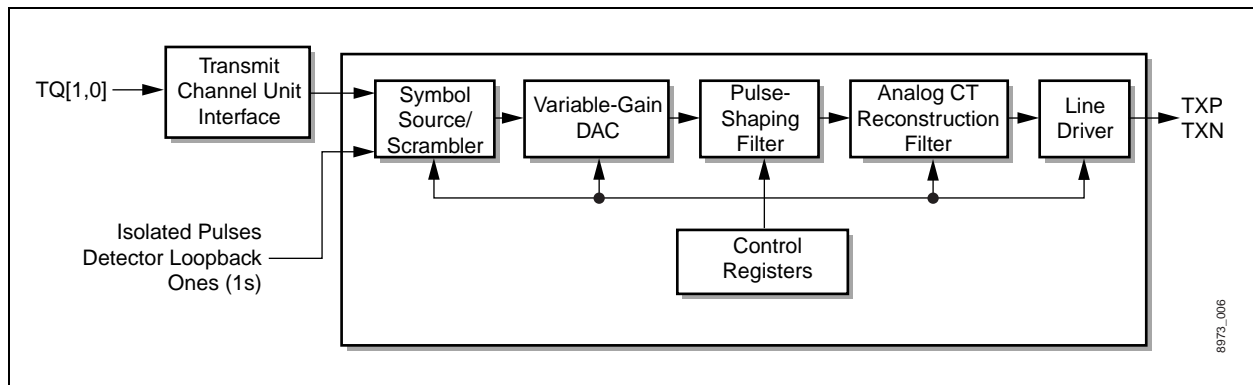 TQ[1,0]
Transmit
Channel Unit
Interface
Symbol
Source/
Scrambler
Variable-Gain
DAC
Pulse-
Shaping
Filter
Analog CT
Reconstruction
Filter
Line
Driver
TXP
TXN
Isolated Pulses
Detector Loopback
Ones (1s)
Control
Registers
8973_006